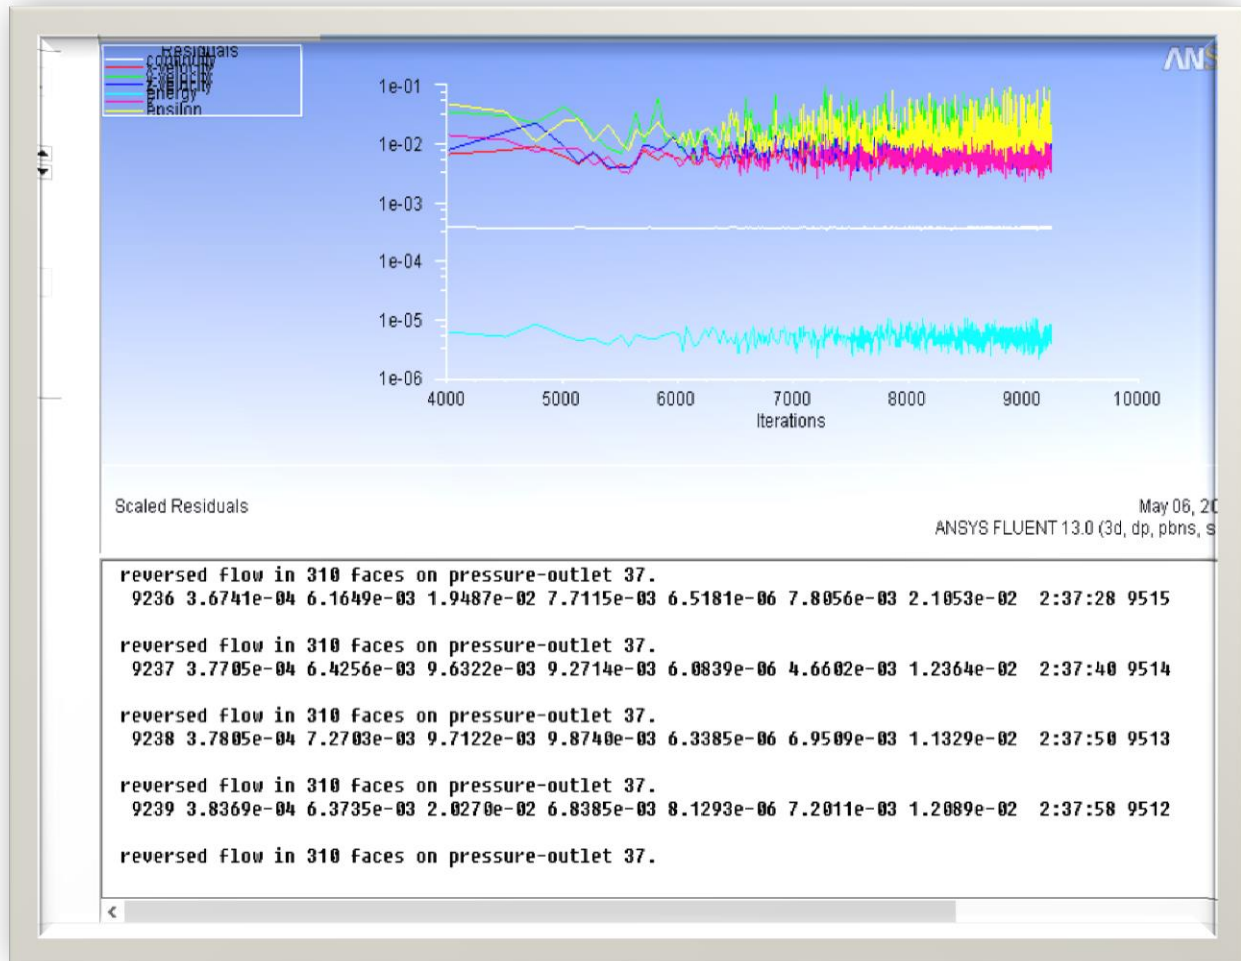 Residuals
continuity
x-velocity
y-velocity
z-velocity
energy
epsilon
ANS
1e-01
1e-02
1e-03
1e-04
1e-05
1e-06
4000 5000 6000 7000 8000 9000 10000
Iterations
Scaled Residuals
May 06, 20
ANSYS FLUENT 13.0 (3d, dp, pbns, s
reversed flow in 310 faces on pressure-outlet 37.
9236 3.6741e-04 6.1649e-03 1.9487e-02 7.7115e-03 6.5181e-06 7.8056e-03 2.1053e-02 2:37:28 9515
reversed flow in 310 faces on pressure-outlet 37.
9237 3.7705e-04 6.4256e-03 9.6322e-03 9.2714e-03 6.0839e-06 4.6602e-03 1.2364e-02 2:37:40 9514
reversed flow in 310 faces on pressure-outlet 37.
9238 3.7805e-04 7.2703e-03 9.7122e-03 9.8740e-03 6.3385e-06 6.9509e-03 1.1329e-02 2:37:50 9513
reversed flow in 310 faces on pressure-outlet 37.
9239 3.8369e-04 6.3735e-03 2.0270e-02 6.8385e-03 8.1293e-06 7.2011e-03 1.2089e-02 2:37:58 9512
reversed flow in 310 faces on pressure-outlet 37.